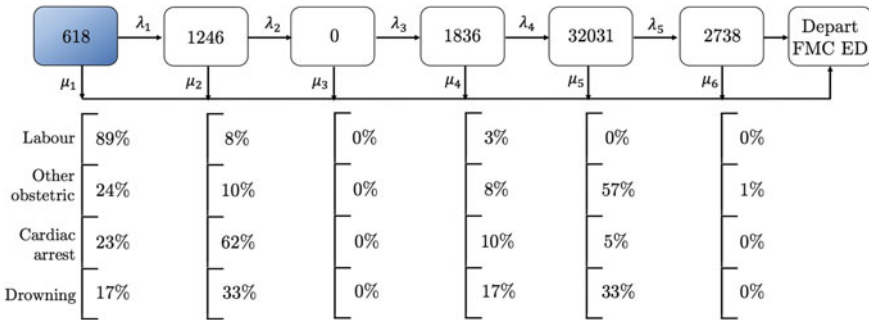 618 λ1 1246 λ2 0 λ3 1836 λ4 32031 λ5 2738 Depart
FMC ED
μ1 μ2 μ3 μ4 μ5 μ6
Labour 89% 8% 0% 3% 0% 0%
Other
obstetric 24% 10% 0% 8% 57% 1%
Cardiac
arrest 23% 62% 0% 10% 5% 0%
Drowning 17% 33% 0% 17% 33% 0%